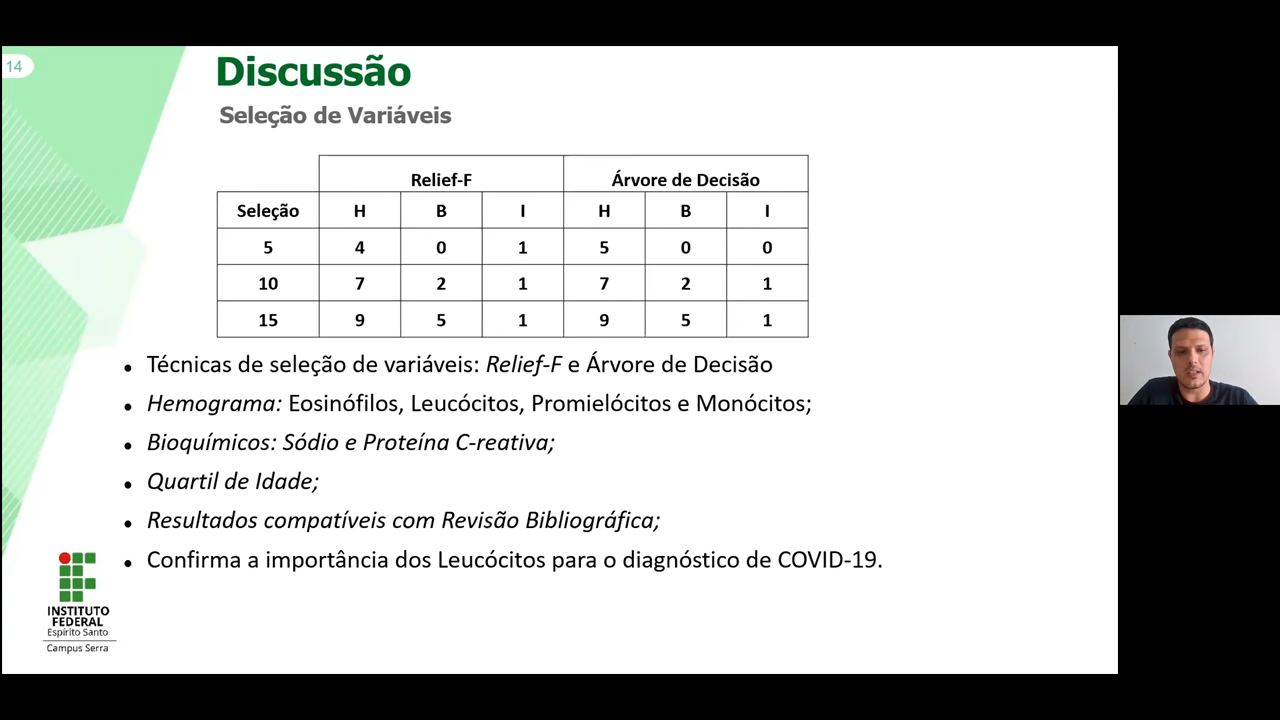 14
Discussão
Seleção de Variáveis
Relief-F Árvore de Decisão
Seleção H B I H B I
5 4 0 1 5 0 0
10 7 2 1 7 2 1
15 9 5 1 9 5 1
• Técnicas de seleção de variáveis: Relief-F e Árvore de Decisão
• Hemograma: Eosinófilos, Leucócitos, Promielócitos e Monócitos;
• Bioquímicos: Sódio e Proteína C-reativa;
• Quartil de Idade;
• Resultados compatíveis com Revisão Bibliográfica;
• Confirma a importância dos Leucócitos para o diagnóstico de COVID-19.
INSTITUTO
FEDERAL
Espírito Santo
Campus Serra